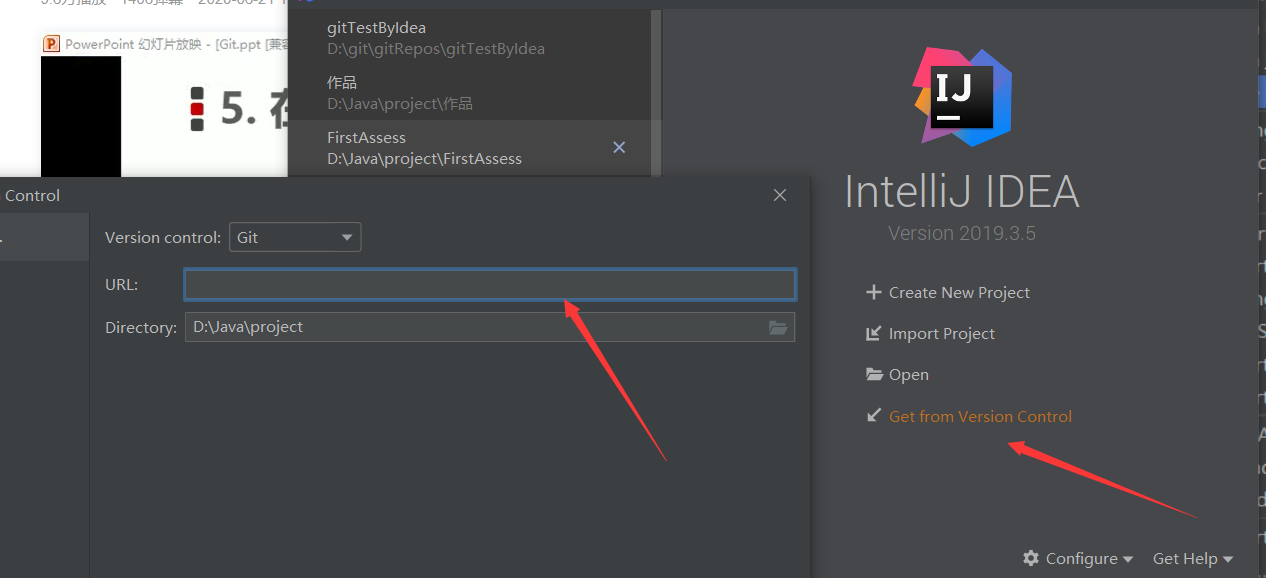 PowerPoint 幻灯片放映 - [Git.ppt [兼容
5. 在
gitTestByIdea
D:\git\gitRepos\gitTestByIdea
作品
D:\Java\project\作品
FirstAssess
D:\Java\project\FirstAssess
Control
Version control: Git
URL:
Directory: D:\Java\project
IJ
IntelliJ IDEA
Version 2019.3.5
Create New Project
Import Project
Open
Get from Version Control
Configure
Get Help